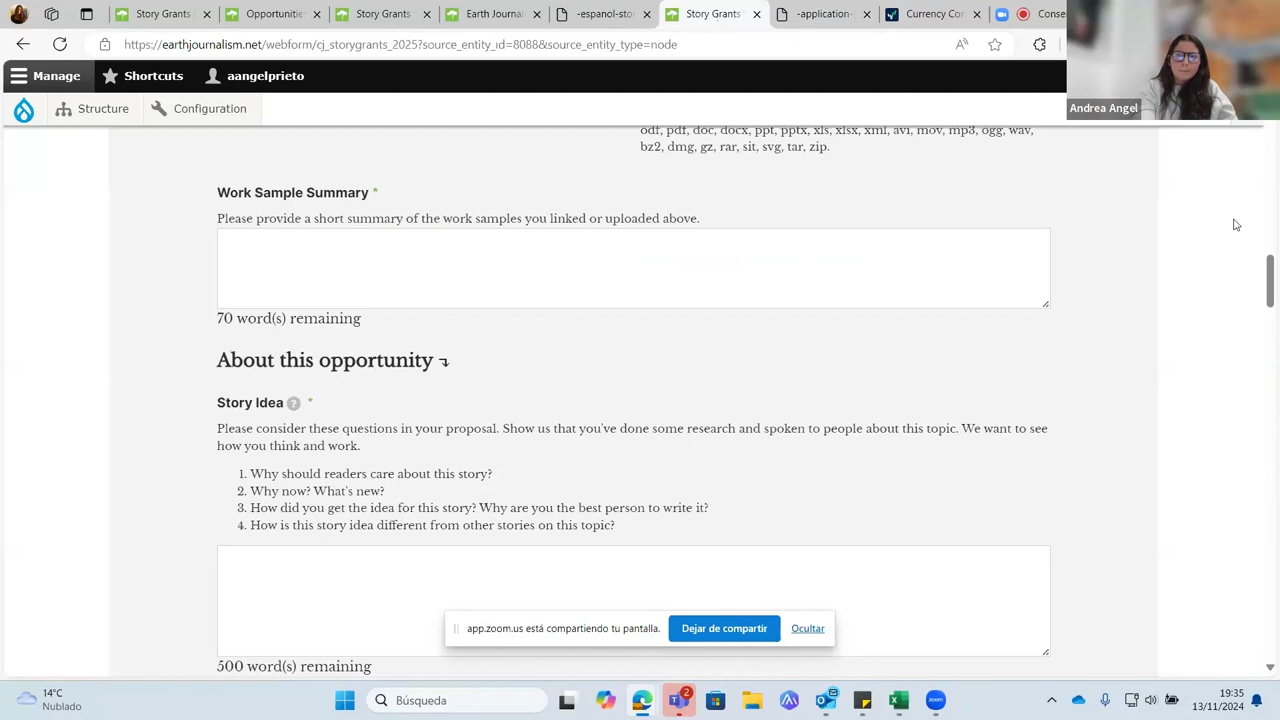 Story Grants
Opportunities
Story Grants
Earth Journal
-espanol-stor
Story Grants
-application-
Currency Con
Conse
https://earthjournalism.net/webform/cj_storygrants_2025?source_entity_id=8088&source_entity_type=node
Manage
Shortcuts
aangelprieto
Andrea Angel
Structure
Configuration
odf, pdf, doc, docx, ppt, pptx, xls, xlsx, xml, avi, mov, mp3, ogg, wav,
bz2, dmg, gz, rar, sit, svg, tar, zip.
Work Sample Summary *
Please provide a short summary of the work samples you linked or uploaded above.
70 word(s) remaining
About this opportunity
Story Idea ? *
Please consider these questions in your proposal. Show us that you've done some research and spoken to people about this topic. We want to see
how you think and work.
1. Why should readers care about this story?
2. Why now? What's new?
3. How did you get the idea for this story? Why are you the best person to write it?
4. How is this story idea different from other stories on this topic?
app.zoom.us está compartiendo tu pantalla.
Dejar de compartir
Ocultar
500 word(s) remaining
14°C
Nublado
Búsqueda
2
zoom
19:35
13/11/2024